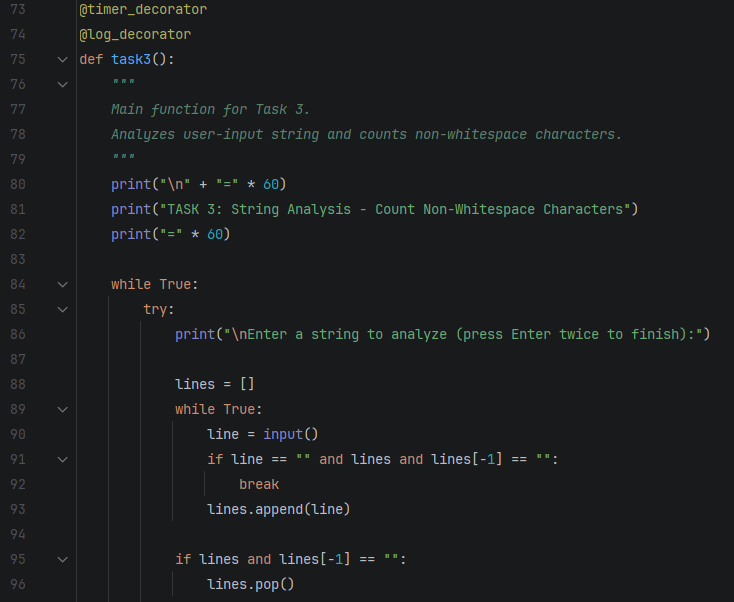 73 @timer_decorator
74 @log_decorator
75 def task3():
76     """
77     Main function for Task 3.
78     Analyzes user-input string and counts non-whitespace characters.
79     """
80     print("\n" + "=" * 60)
81     print("TASK 3: String Analysis - Count Non-Whitespace Characters")
82     print("=" * 60)
83
84     while True:
85         try:
86             print("\nEnter a string to analyze (press Enter twice to finish):")
87
88             lines = []
89             while True:
90                 line = input()
91                 if line == "" and lines and lines[-1] == "":
92                     break
93                 lines.append(line)
94
95             if lines and lines[-1] == "":
96                 lines.pop()